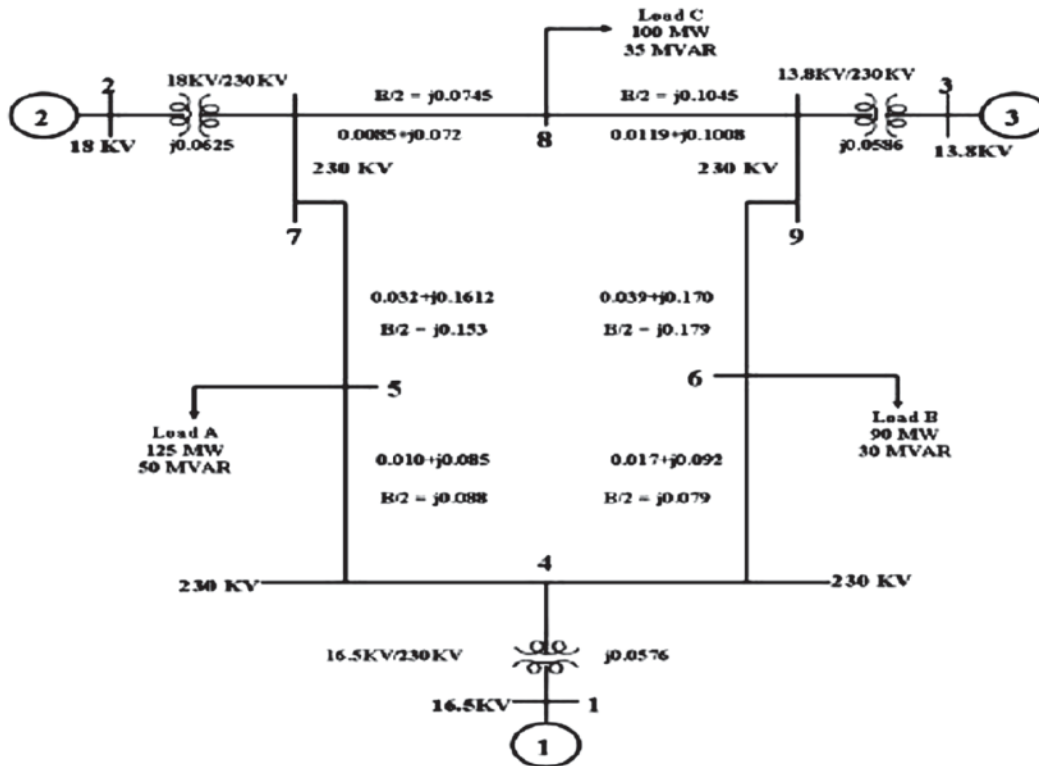 Load C
100 MW
35 MVAR
2
18KV/230KV
B/2 = j0.0745
B/2 = j0.1045
13.8KV/230KV
3
2
3
18 KV
j0.0625
0.0085+j0.072
8
0.0119+j0.1008
j0.0586
13.8KV
230 KV
230 KV
7
9
0.032+j0.1612
0.039+j0.170
B/2 = j0.153
B/2 = j0.179
5
6
Load A
125 MW
50 MVAR
Load B
90 MW
30 MVAR
0.010+j0.085
0.017+j0.092
B/2 = j0.088
B/2 = j0.079
4
230 KV
230 KV
16.5KV/230KV
j0.0576
16.5KV
1
1